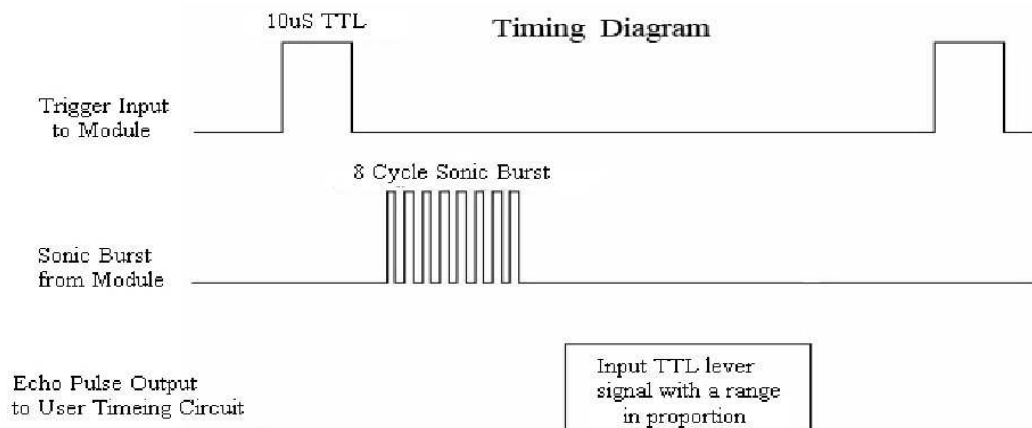 10uS TTL
Timing Diagram
Trigger Input
to Module
8 Cycle Sonic Burst
Sonic Burst
from Module
Echo Pulse Output
to User Timeing Circuit
Input TTL lever
signal with a range
in proportion